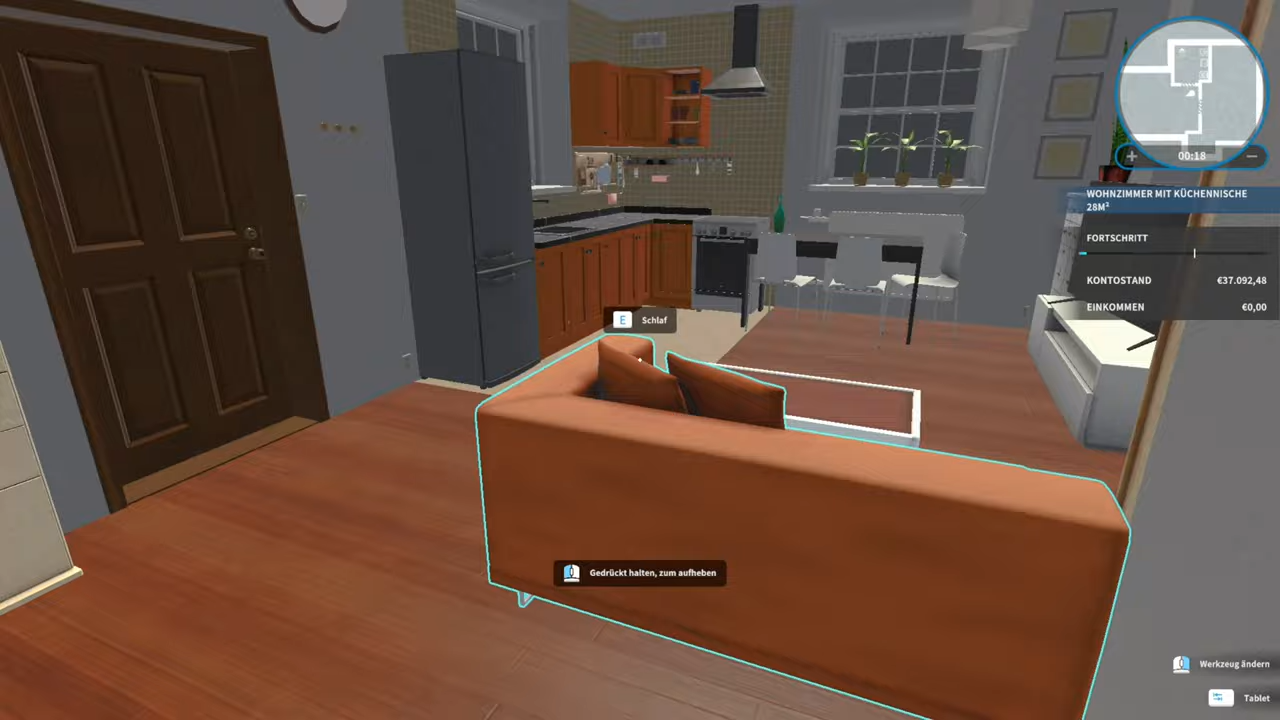 00:18
WOHNZIMMER MIT KÜCHENNISCHE
28M²
FORTSCHRITT
KONTOSTAND €37.092,48
EINKOMMEN €0,00
E Schlaf
Gedrückt halten, zum aufheben
Werkzeug ändern
Tablet